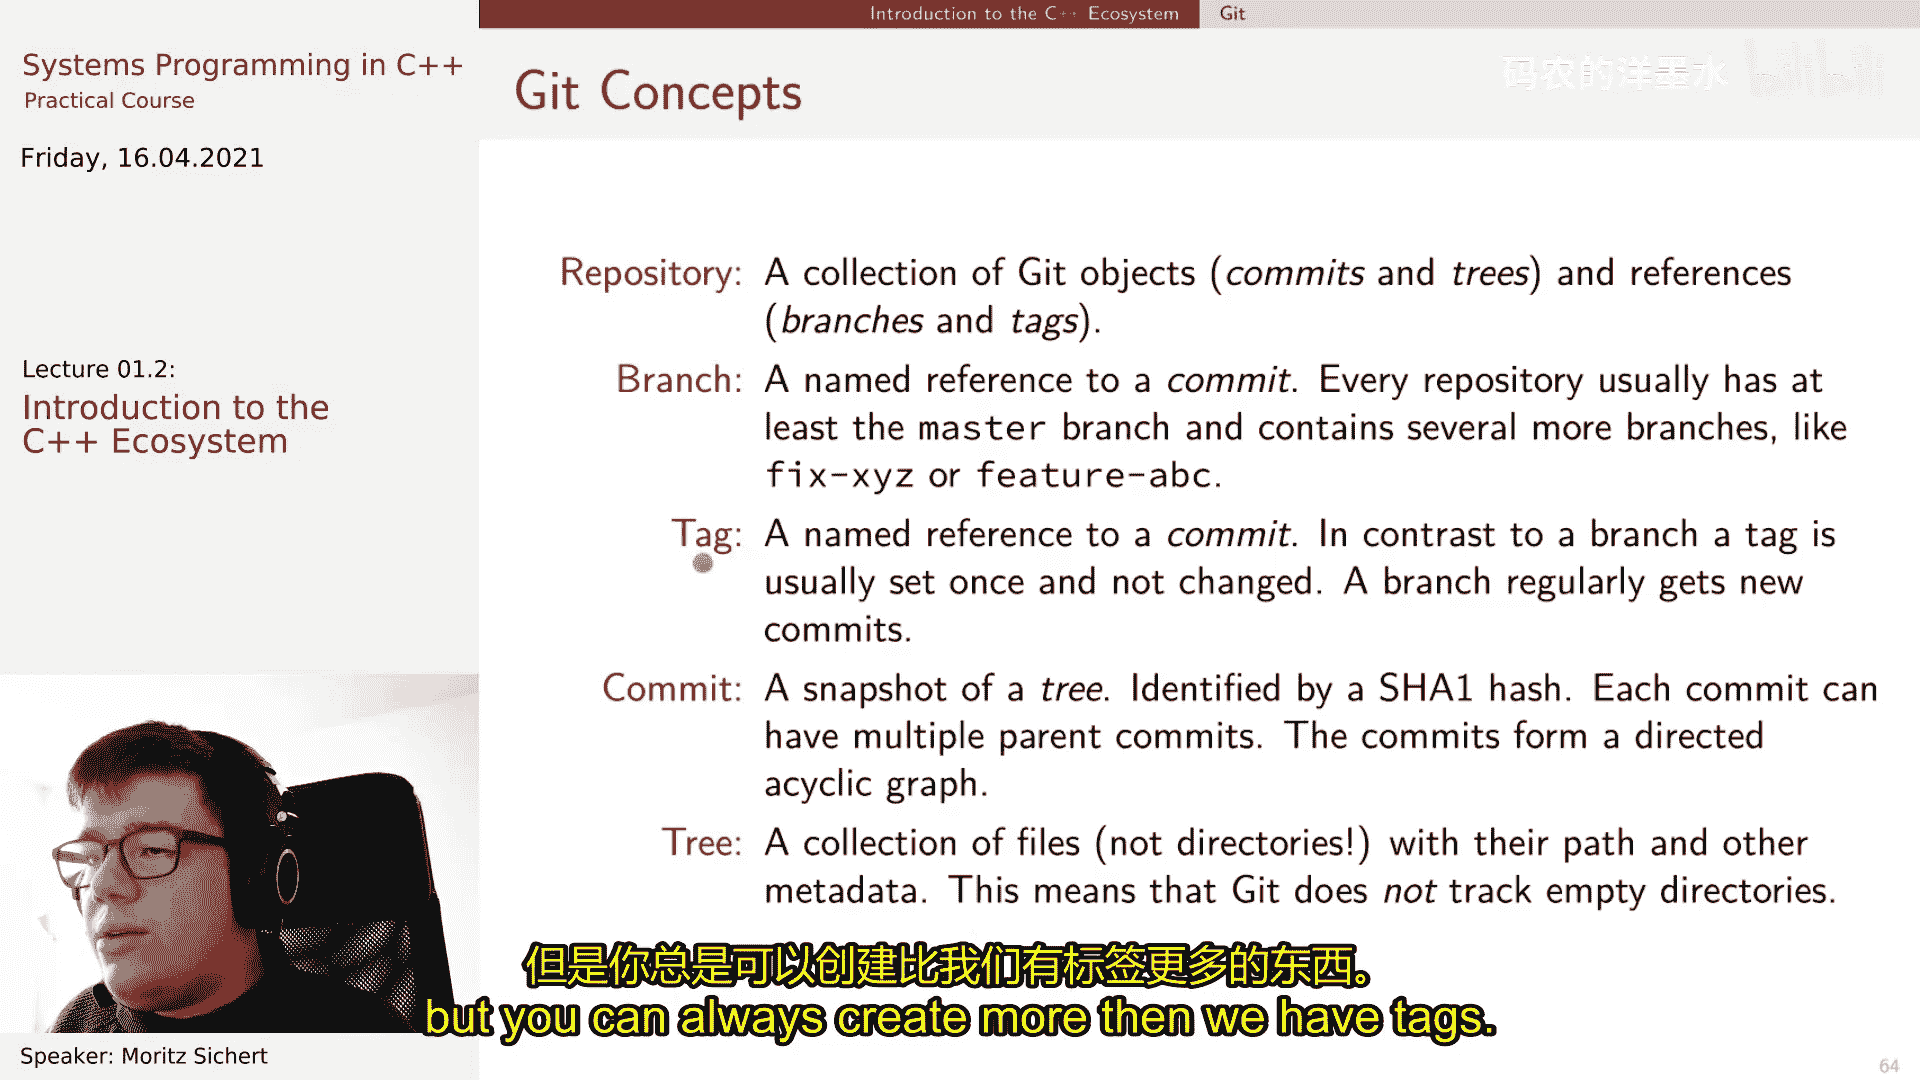 Introduction to the C++ Ecosystem
Git
Systems Programming in C++
Practical Course
Friday, 16.04.2021
Lecture 01.2:
Introduction to the
C++ Ecosystem
Git Concepts
码农的洋墨水
bilibili
Repository: A collection of Git objects (commits and trees) and references
(branches and tags).
Branch: A named reference to a commit. Every repository usually has at
least the master branch and contains several more branches, like
fix-xyz or feature-abc.
Tag: A named reference to a commit. In contrast to a branch a tag is
usually set once and not changed. A branch regularly gets new
commits.
Commit: A snapshot of a tree. Identified by a SHA1 hash. Each commit can
have multiple parent commits. The commits form a directed
acyclic graph.
Tree: A collection of files (not directories!) with their path and other
metadata. This means that Git does not track empty directories.
但是你总是可以创建比我们有标签更多的东西。
but you can always create more then we have tags.
Speaker: Moritz Sichert
64